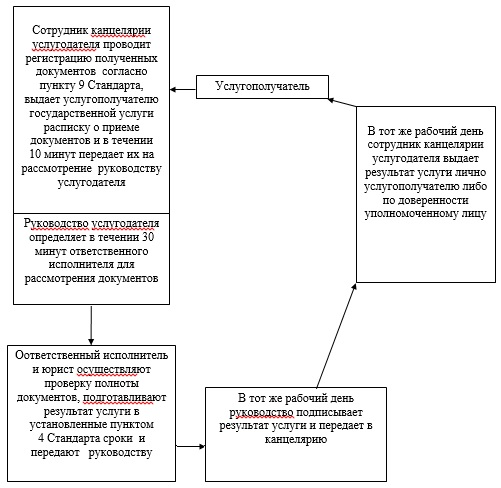 Сотрудник канцелярии
услугодателя проводит
регистрацию полученных
документов согласно
пункту 9 Стандарта,
выдает услугополучателю
государственной услуги
расписку о приеме
документов и в течении
10 минут передает их на
рассмотрение руководству
услугодателя
Руководство услугодателя
определяет в течении 30
минут ответственного
исполнителя для
рассмотрения документов
Услугополучатель
В тот же рабочий день
сотрудник канцелярии
услугодателя выдает
результат услуги лично
услугополучателю либо
по доверенности
уполномоченному лицу
Оответственный исполнитель
и юрист осуществляют
проверку полноты
документов, подготавливают
результат услуги в
установленные пунктом
4 Стандарта сроки и
передают руководству
В тот же рабочий день
руководство подписывает
результат услуги и передает в
канцелярию